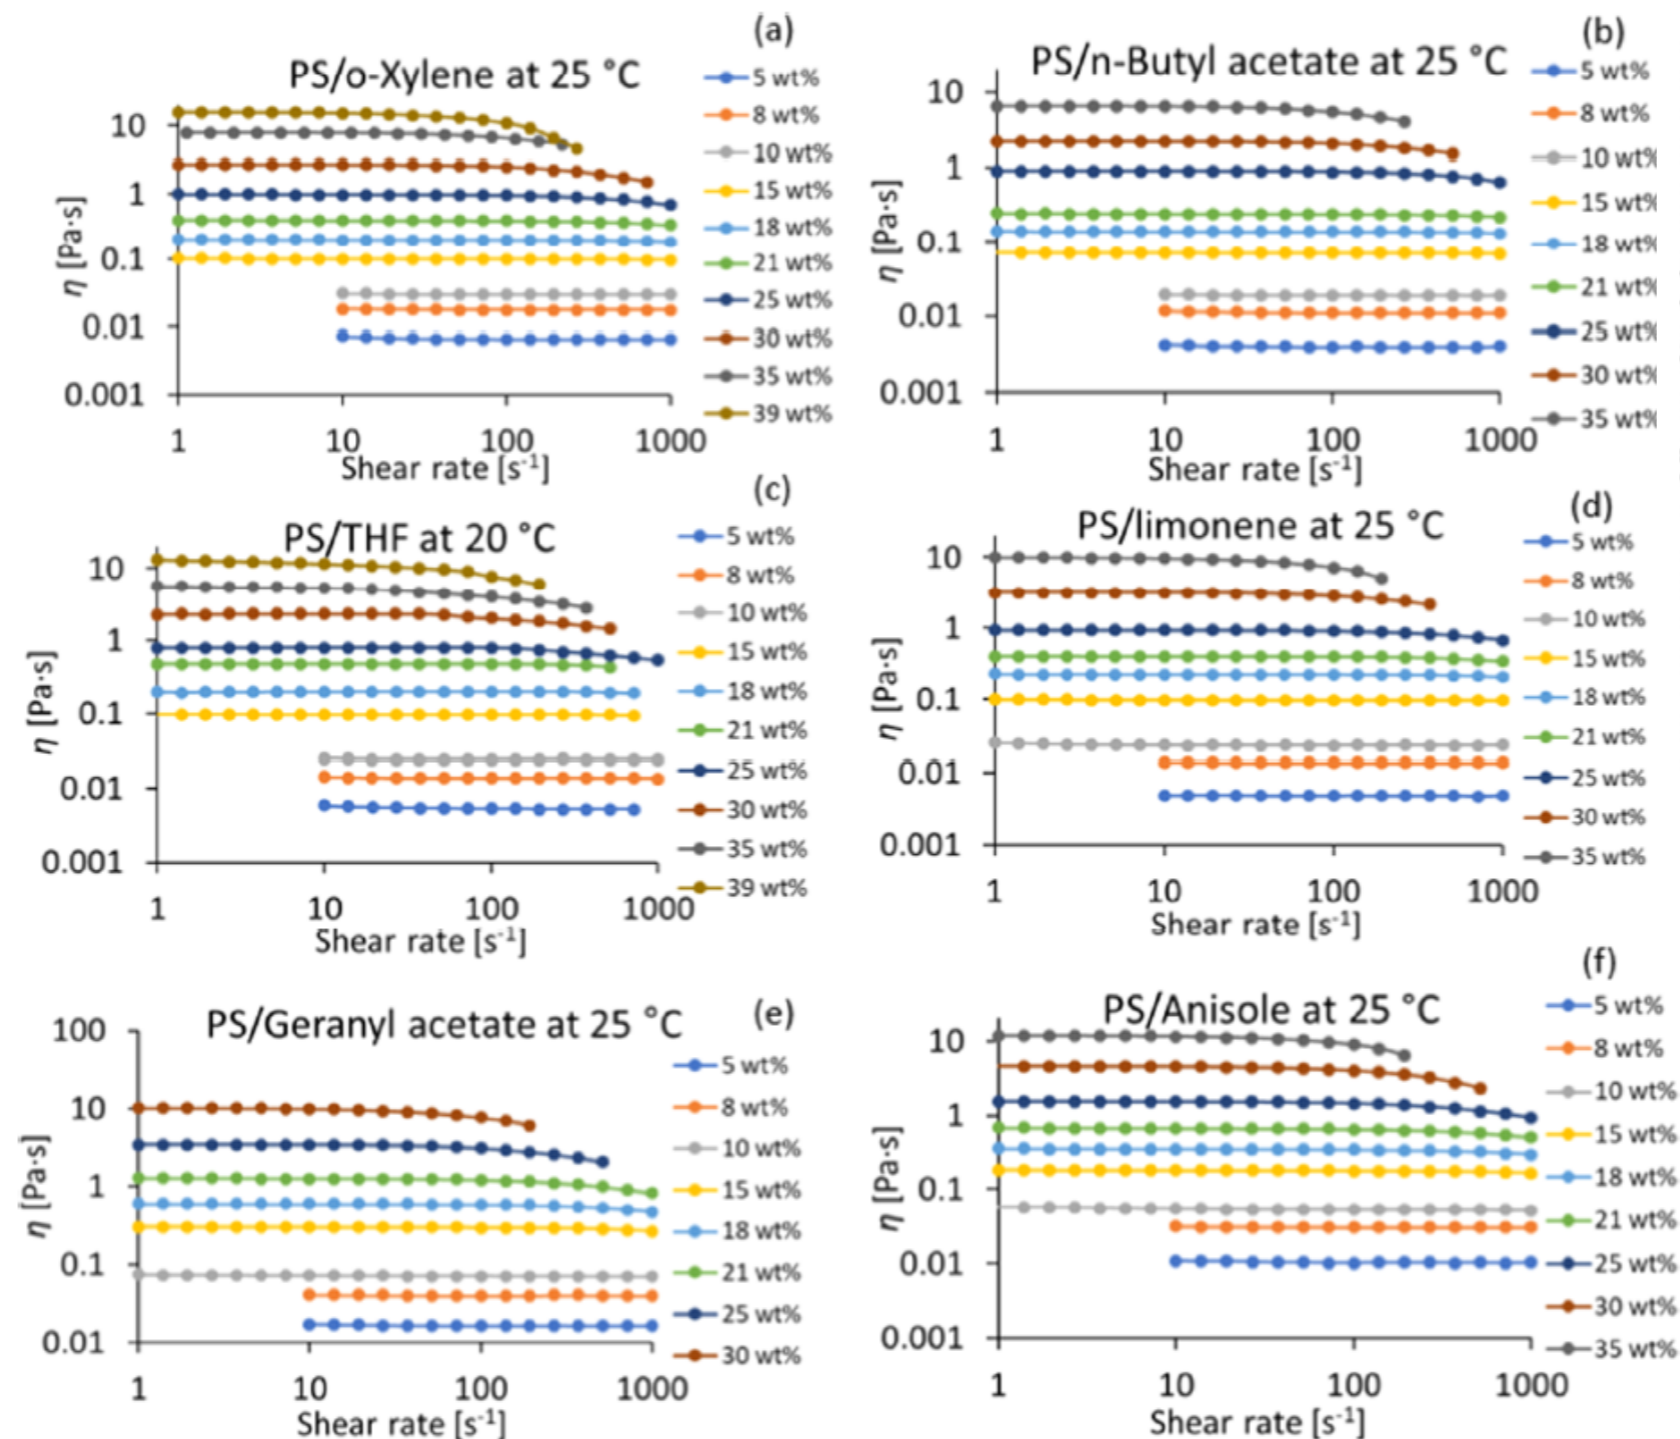 (a)
PS/o-Xylene at 25 °C
5 wt%
8 wt%
10 wt%
15 wt%
18 wt%
21 wt%
25 wt%
30 wt%
35 wt%
39 wt%
10
1
0.1
0.01
0.001
η [Pa·s]
1 10 100 1000
Shear rate [s⁻¹]
(b)
PS/n-Butyl acetate at 25 °C
5 wt%
8 wt%
10 wt%
15 wt%
18 wt%
21 wt%
25 wt%
30 wt%
35 wt%
10
1
0.1
0.01
0.001
η [Pa·s]
1 10 100 1000
Shear rate [s⁻¹]
(c)
PS/THF at 20 °C
5 wt%
8 wt%
10 wt%
15 wt%
18 wt%
21 wt%
25 wt%
30 wt%
35 wt%
39 wt%
10
1
0.1
0.01
0.001
η [Pa·s]
1 10 100 1000
Shear rate [s⁻¹]
(d)
PS/limonene at 25 °C
5 wt%
8 wt%
10 wt%
15 wt%
18 wt%
21 wt%
25 wt%
30 wt%
35 wt%
10
1
0.1
0.01
0.001
η [Pa·s]
1 10 100 1000
Shear rate [s⁻¹]
(e)
PS/Geranyl acetate at 25 °C
5 wt%
8 wt%
10 wt%
15 wt%
18 wt%
21 wt%
25 wt%
30 wt%
100
10
1
0.1
0.01
η [Pa·s]
1 10 100 1000
Shear rate [s⁻¹]
(f)
PS/Anisole at 25 °C
5 wt%
8 wt%
10 wt%
15 wt%
18 wt%
21 wt%
25 wt%
30 wt%
35 wt%
10
1
0.1
0.01
0.001
η [Pa·s]
1 10 100 1000
Shear rate [s⁻¹]